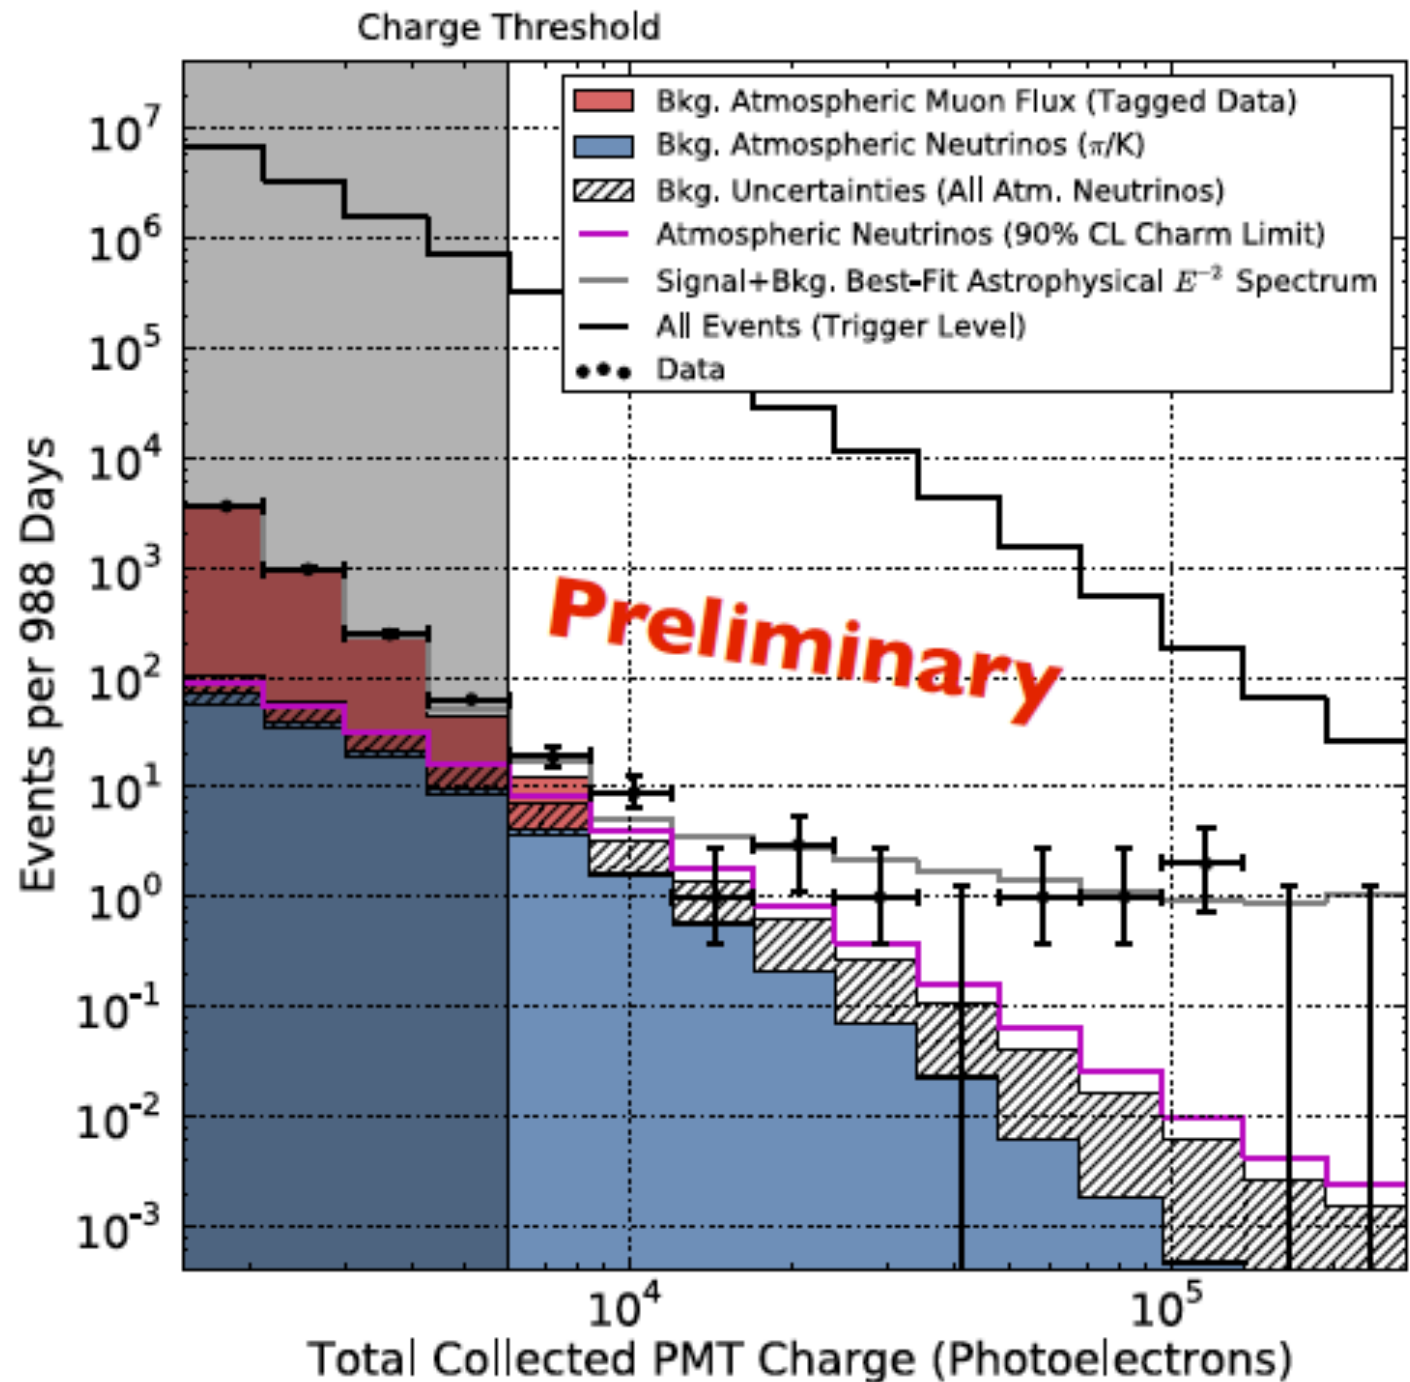 Charge Threshold
Bkg. Atmospheric Muon Flux (Tagged Data)
Bkg. Atmospheric Neutrinos (π/K)
Bkg. Uncertainties (All Atm. Neutrinos)
Atmospheric Neutrinos (90% CL Charm Limit)
Signal+Bkg. Best-Fit Astrophysical E⁻² Spectrum
All Events (Trigger Level)
Data
10⁷
10⁶
10⁵
10⁴
10³
10²
10¹
10⁰
10⁻¹
10⁻²
10⁻³
Events per 988 Days
Preliminary
10⁴ 10⁵
Total Collected PMT Charge (Photoelectrons)